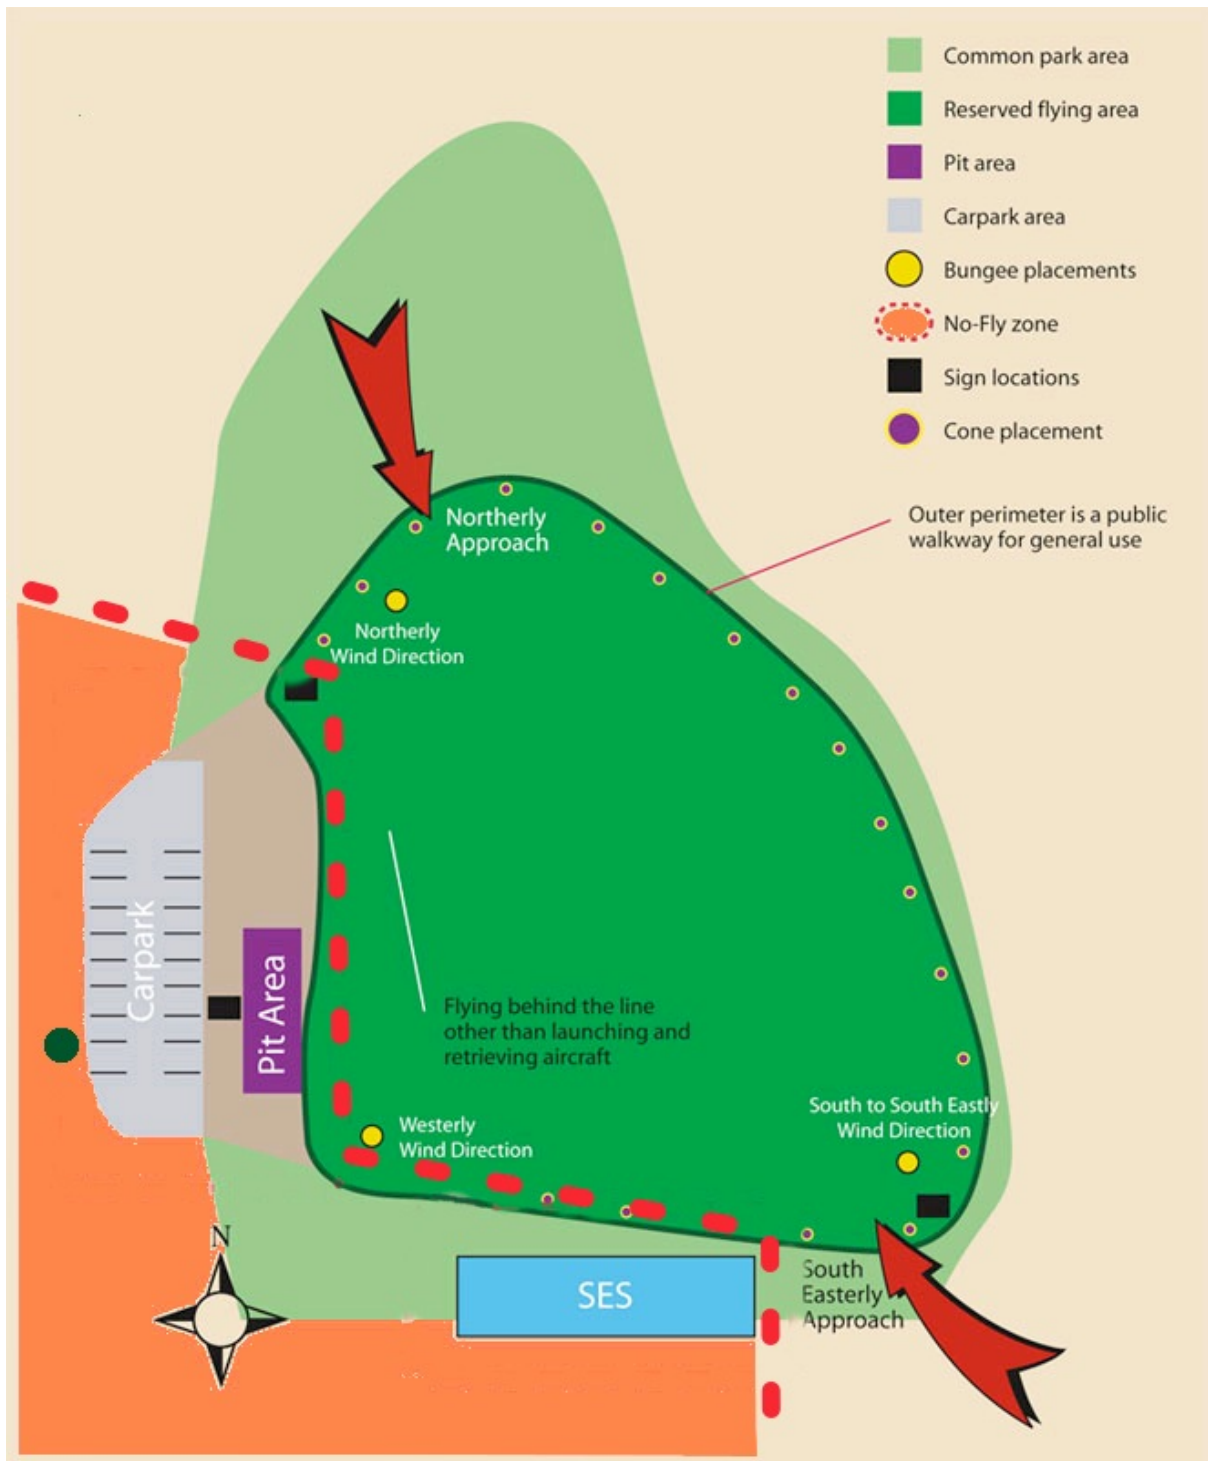 Common park area
Reserved flying area
Pit area
Carpark area
Bungee placements
No-Fly zone
Sign locations
Cone placement
Outer perimeter is a public
walkway for general use
Northerly
Approach
Northerly
Wind Direction
Carpark
Pit Area
Flying behind the line
other than launching and
retrieving aircraft
South to South Eastly
Wind Direction
Westerly
Wind Direction
N
SES
South
Easterly
Approach